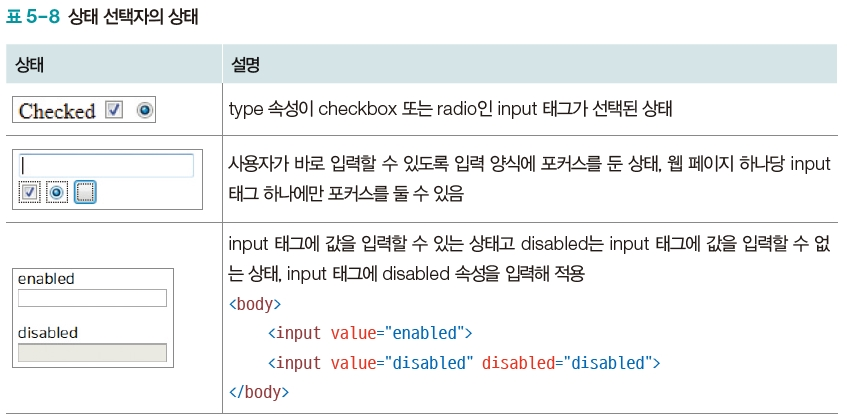 표 5-8 상태 선택자의 상태
상태
설명
Checked
type 속성이 checkbox 또는 radio인 input 태그가 선택된 상태
사용자가 바로 입력할 수 있도록 입력 양식에 포커스를 둔 상태, 웹 페이지 하나당 input
태그 하나에만 포커스를 둘 수 있음
enabled
disabled
input 태그에 값을 입력할 수 있는 상태고 disabled는 input 태그에 값을 입력할 수 없
는 상태, input 태그에 disabled 속성을 입력해 적용
<body>
<input value="enabled">
<input value="disabled" disabled="disabled">
</body>